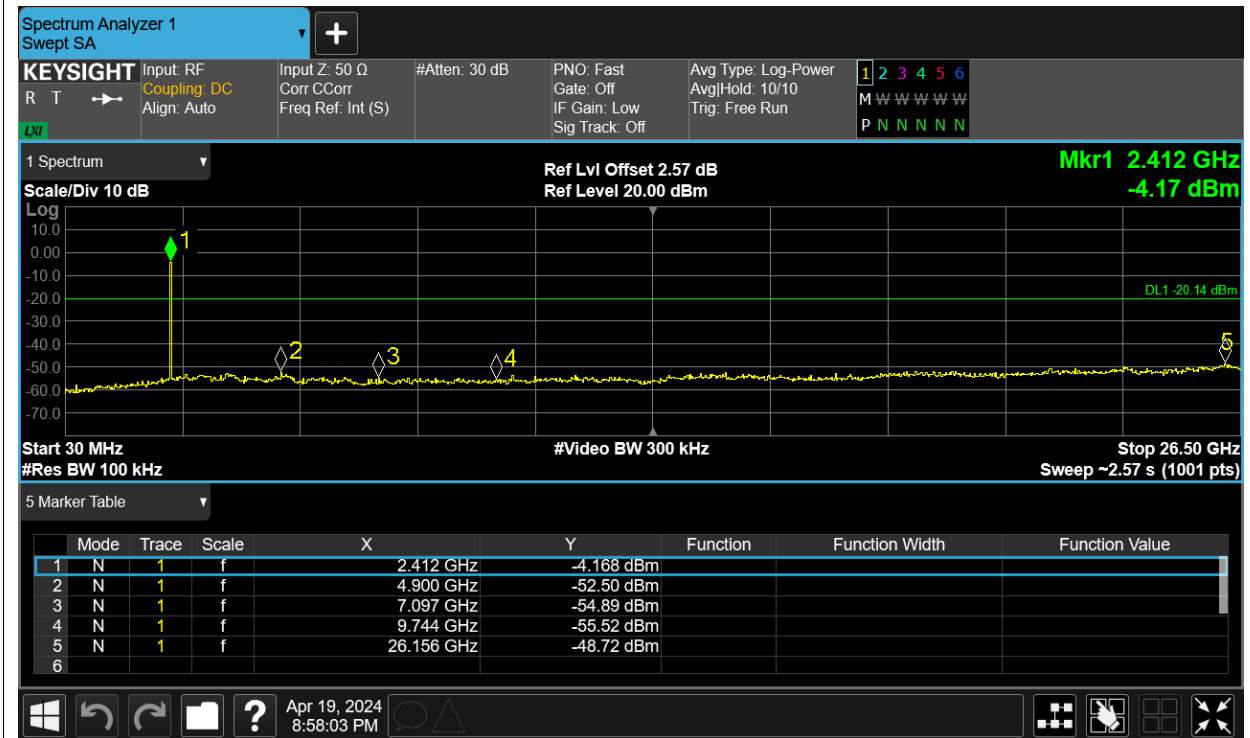 Spectrum Analyzer 1
Swept SA
KEYSIGHT
R T
LXI
Input: RF
Coupling: DC
Align: Auto
Input Z: 50 Ω
Corr CCorr
Freq Ref: Int (S)
#Atten: 30 dB
PNO: Fast
Gate: Off
IF Gain: Low
Sig Track: Off
Avg Type: Log-Power
Avg|Hold: 10/10
Trig: Free Run
1 2 3 4 5 6
M W W W W W
P N N N N N
1 Spectrum
Scale/Div 10 dB
Ref Lvl Offset 2.57 dB
Ref Level 20.00 dBm
Mkr1 2.412 GHz
-4.17 dBm
Log
10.0
0.00
-10.0
-20.0
-30.0
-40.0
-50.0
-60.0
-70.0
1
2
3
4
5
DL1 -20.14 dBm
Start 30 MHz
#Video BW 300 kHz
Stop 26.50 GHz
#Res BW 100 kHz
Sweep ~2.57 s (1001 pts)
5 Marker Table
Mode Trace Scale X Y Function Function Width Function Value
1 N 1 f 2.412 GHz -4.168 dBm
2 N 1 f 4.900 GHz -52.50 dBm
3 N 1 f 7.097 GHz -54.89 dBm
4 N 1 f 9.744 GHz -55.52 dBm
5 N 1 f 26.156 GHz -48.72 dBm
6
?
Apr 19, 2024
8:58:03 PM